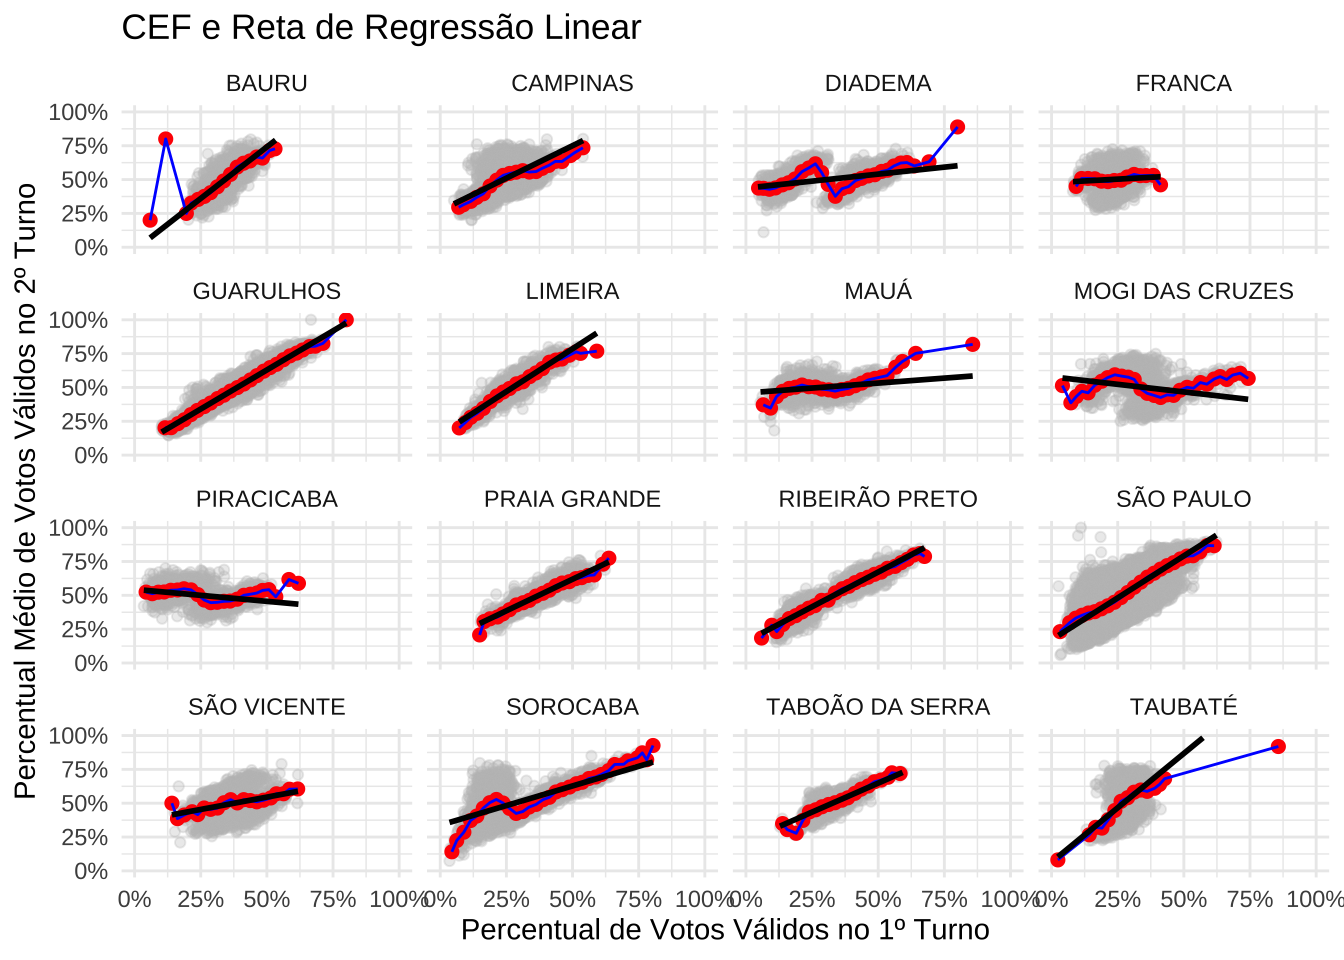 CEF e Reta de Regressão Linear
BAURU CAMPINAS DIADEMA FRANCA
100%
75%
50%
25%
0%
GUARULHOS LIMEIRA MAUÁ MOGI DAS CRUZES
100%
75%
50%
25%
0%
PIRACICABA PRAIA GRANDE RIBEIRÃO PRETO SÃO PAULO
100%
75%
50%
25%
0%
SÃO VICENTE SOROCABA TABOÃO DA SERRA TAUBATÉ
100%
75%
50%
25%
0%
0% 25% 50% 75% 100% 0% 25% 50% 75% 100% 0% 25% 50% 75% 100% 0% 25% 50% 75% 100%
Percentual de Votos Válidos no 1º Turno
Percentual Médio de Votos Válidos no 2º Turno